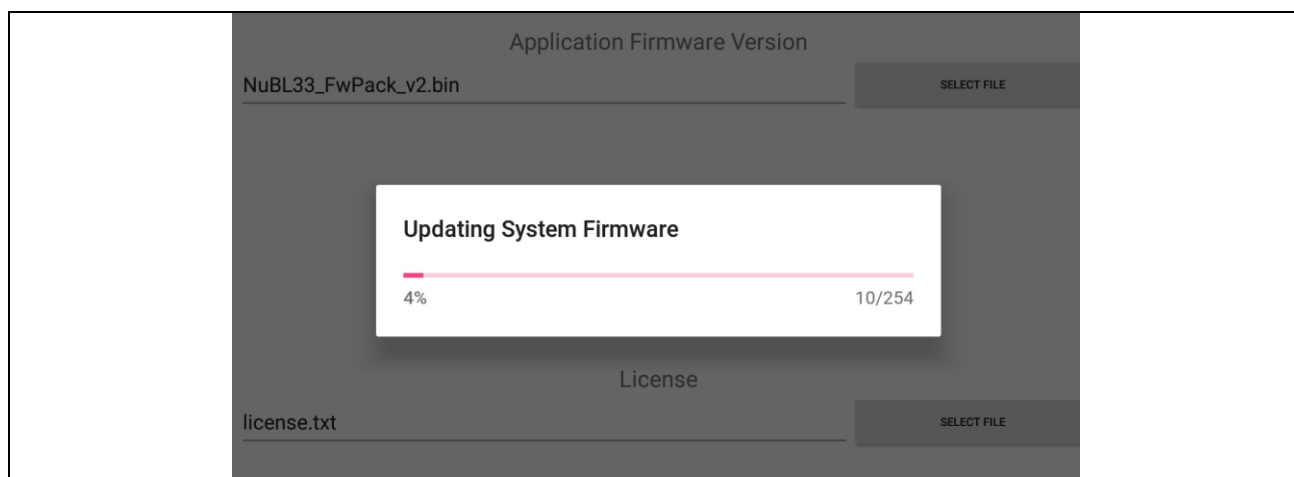 Application Firmware Version
NuBL33_FwPack_v2.bin SELECT FILE
Updating System Firmware
4% 10/254
License
license.txt SELECT FILE